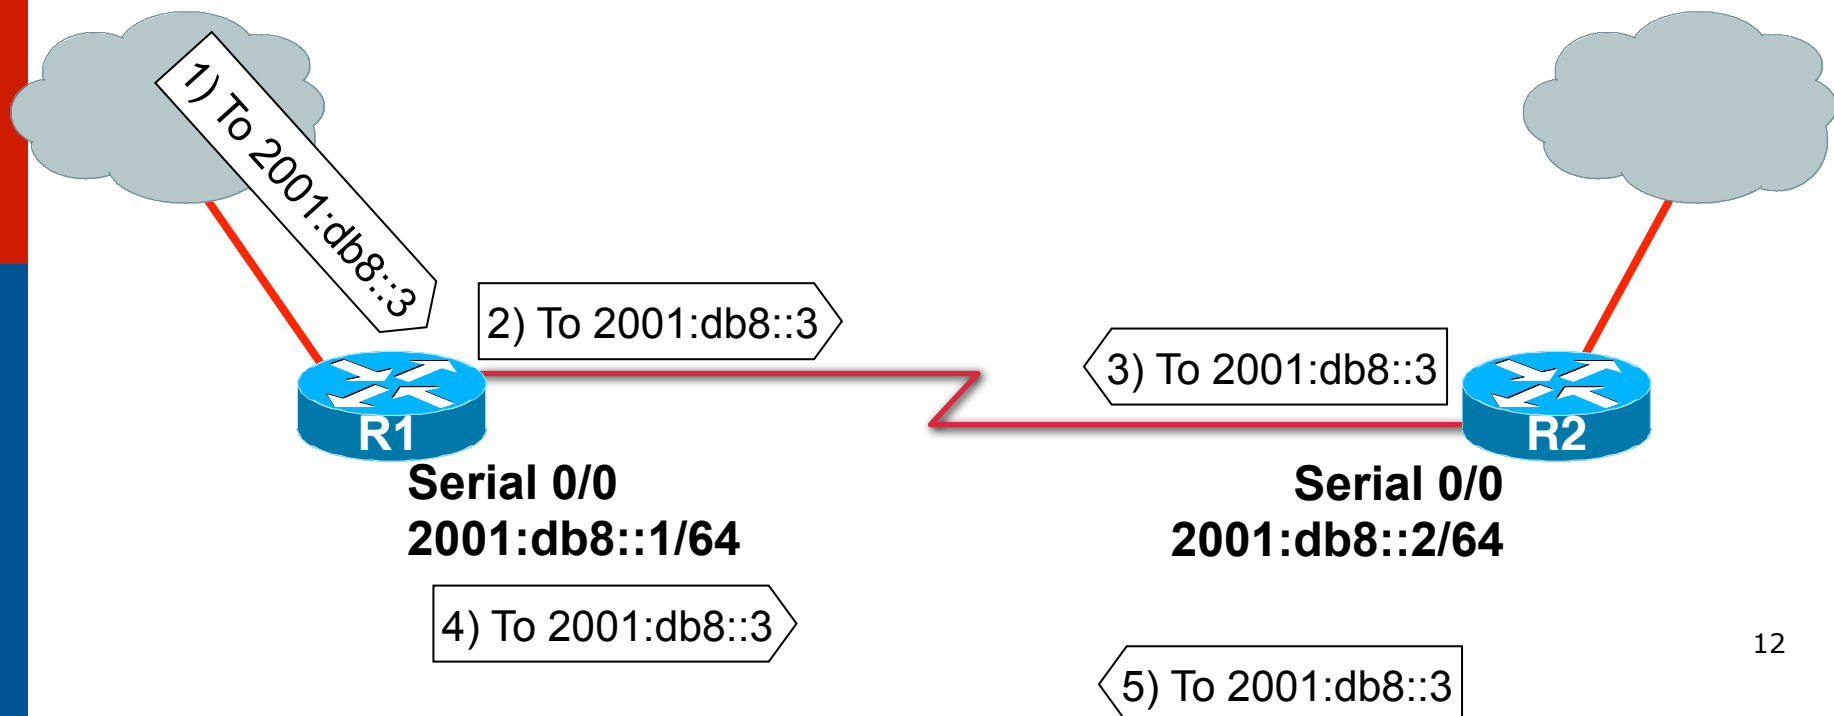 1) To 2001:db8::3
2) To 2001:db8::3
3) To 2001:db8::3
R1
R2
Serial 0/0
2001:db8::1/64
Serial 0/0
2001:db8::2/64
4) To 2001:db8::3
5) To 2001:db8::3
12